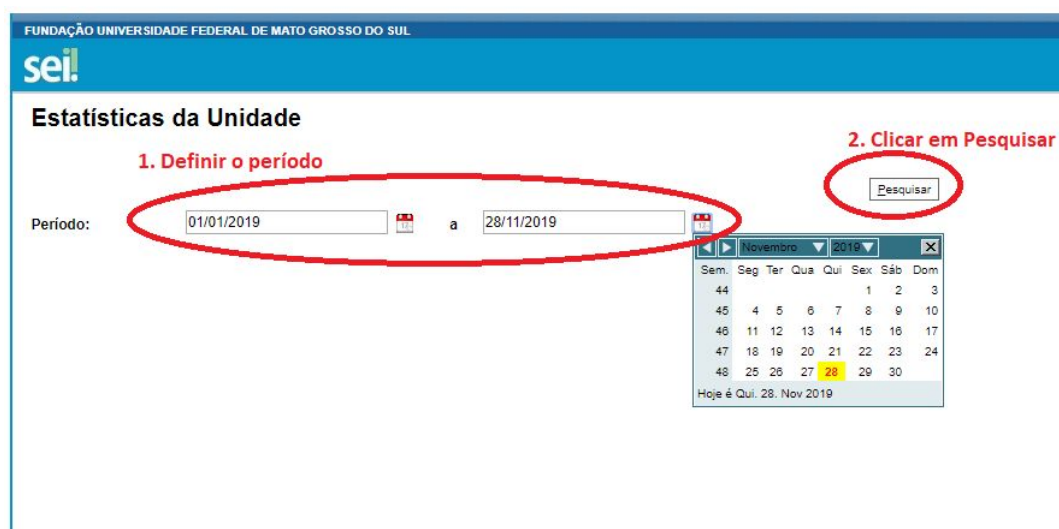 FUNDAÇÃO UNIVERSIDADE FEDERAL DE MATO GROSSO DO SUL
sei!
Estatísticas da Unidade
2. Clicar em Pesquisar
1. Definir o período
Pesquisar
Período: 01/01/2019 a 28/11/2019
Novembro 2019 X
Sem. Seg Ter Qua Qui Sex Sáb Dom
44 1 2 3
45 4 5 6 7 8 9 10
46 11 12 13 14 15 16 17
47 18 19 20 21 22 23 24
48 25 26 27 28 29 30
Hoje é Qui. 28. Nov 2019